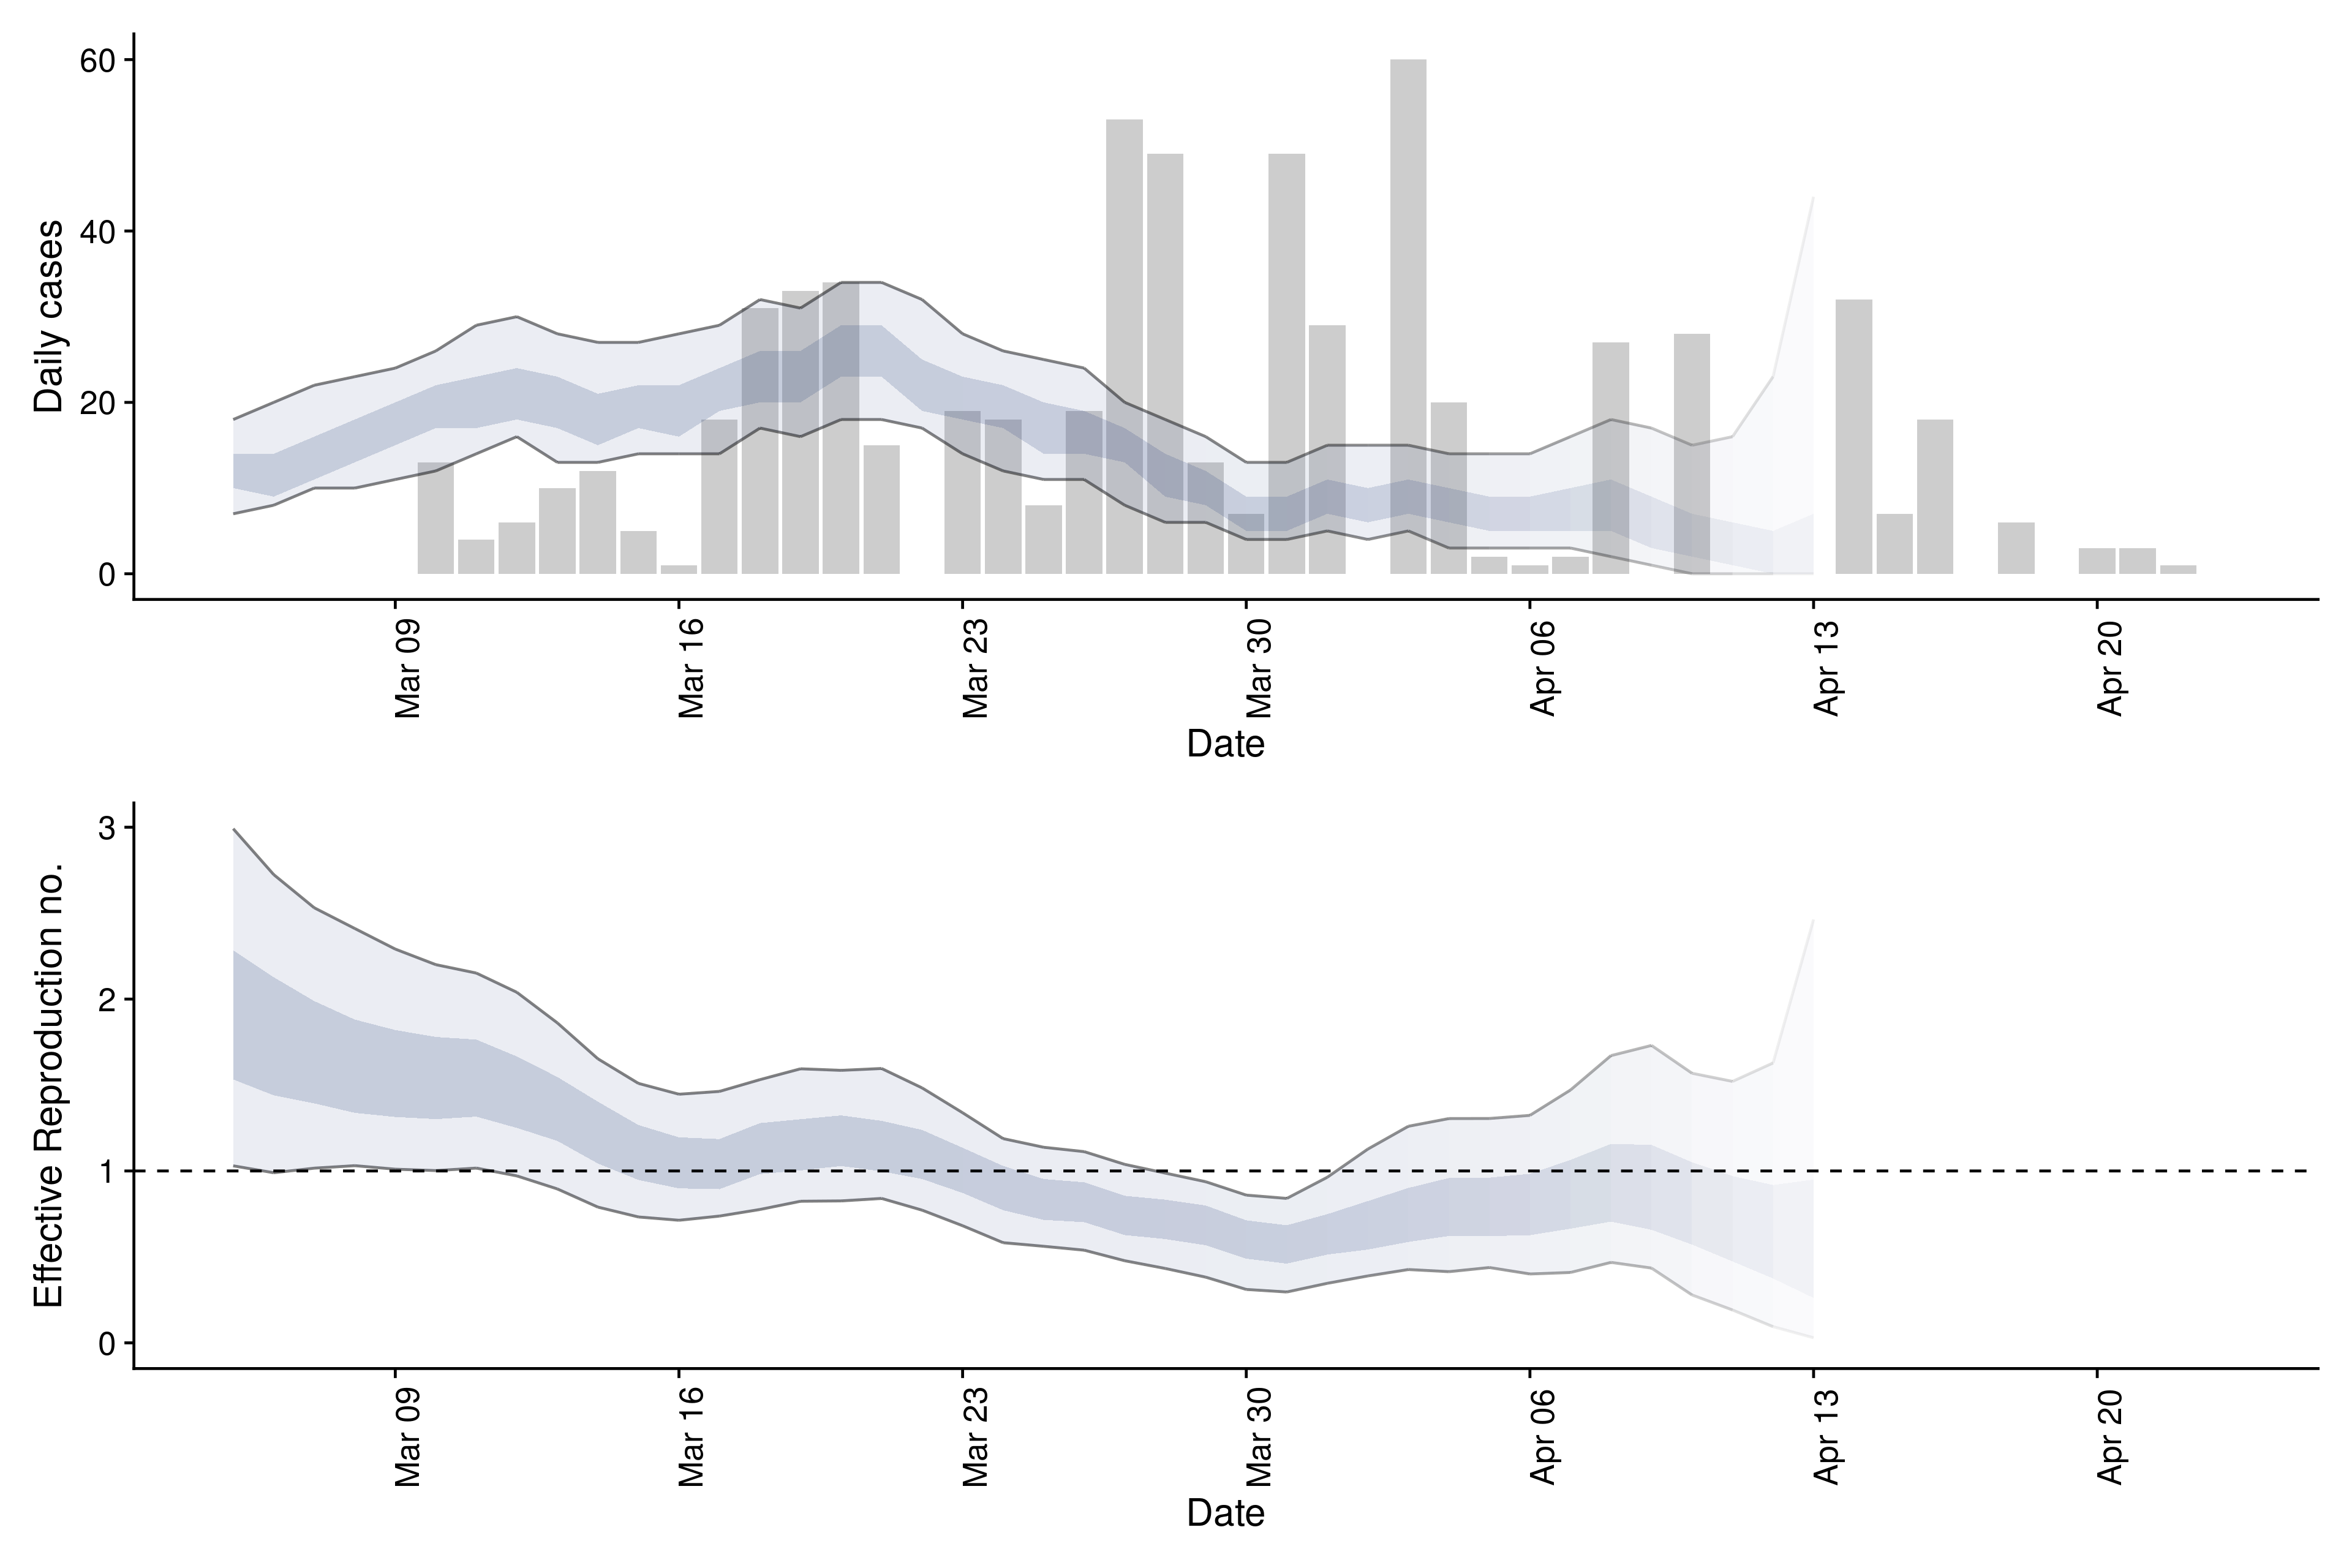 Daily cases
60
40
20
0
Mar 09
Mar 16
Mar 23
Mar 30
Apr 06
Apr 13
Apr 20
Date
Effective Reproduction no.
3
2
1
0
Mar 09
Mar 16
Mar 23
Mar 30
Apr 06
Apr 13
Apr 20
Date